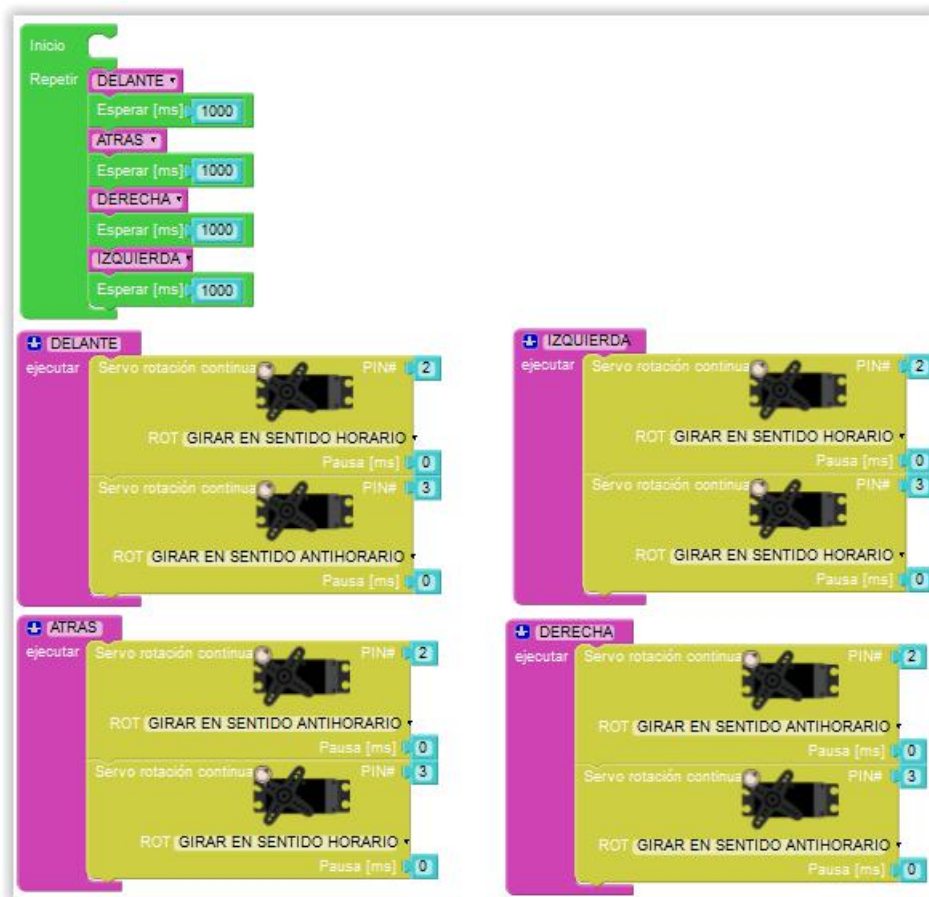 Inicio
Repetir DELANTE
Esperar [ms] 1000
ATRAS
Esperar [ms] 1000
DERECHA
Esperar [ms] 1000
IZQUIERDA
Esperar [ms] 1000
DELANTE
ejecutar Servo rotación continua PIN# 2
ROT GIRAR EN SENTIDO HORARIO
Pausa [ms] 0
Servo rotación continua PIN# 3
ROT GIRAR EN SENTIDO ANTIHORARIO
Pausa [ms] 0
IZQUIERDA
ejecutar Servo rotación continua PIN# 2
ROT GIRAR EN SENTIDO HORARIO
Pausa [ms] 0
Servo rotación continua PIN# 3
ROT GIRAR EN SENTIDO HORARIO
Pausa [ms] 0
ATRAS
ejecutar Servo rotación continua PIN# 2
ROT GIRAR EN SENTIDO ANTIHORARIO
Pausa [ms] 0
Servo rotación continua PIN# 3
ROT GIRAR EN SENTIDO HORARIO
Pausa [ms] 0
DERECHA
ejecutar Servo rotación continua PIN# 2
ROT GIRAR EN SENTIDO ANTIHORARIO
Pausa [ms] 0
Servo rotación continua PIN# 3
ROT GIRAR EN SENTIDO ANTIHORARIO
Pausa [ms] 0